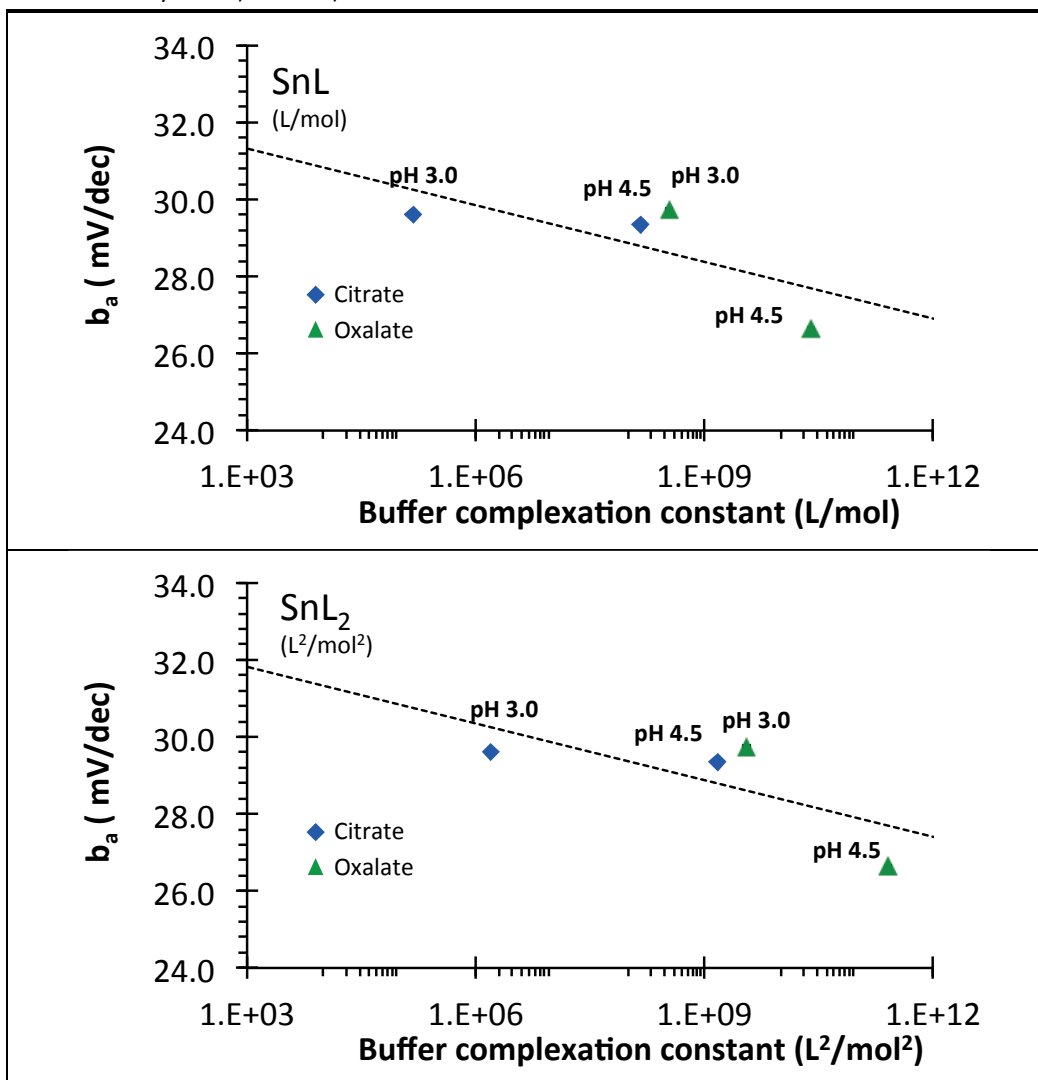 34.0
SnL
(L/mol)
32.0
pH 3.0
pH 4.5
pH 3.0
30.0
28.0
Citrate
Oxalate
pH 4.5
26.0
24.0
bₐ ( mV/dec)
1.E+03
1.E+06
1.E+09
1.E+12
Buffer complexation constant (L/mol)
34.0
SnL₂
(L²/mol²)
32.0
pH 3.0
pH 4.5
pH 3.0
30.0
28.0
Citrate
Oxalate
pH 4.5
26.0
24.0
bₐ ( mV/dec)
1.E+03
1.E+06
1.E+09
1.E+12
Buffer complexation constant (L²/mol²)